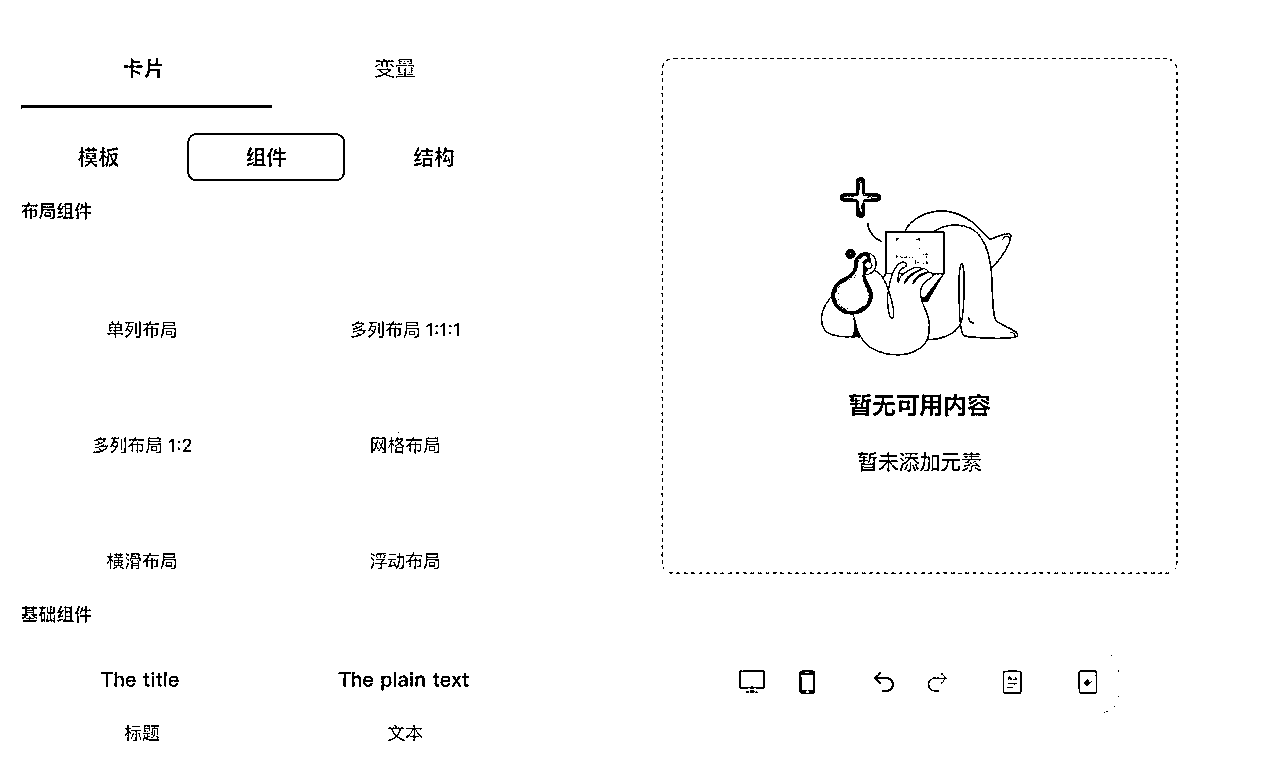 卡片
变量
模板
组件
结构
布局组件
单列布局
多列布局 1:1:1
多列布局 1:2
网格布局
横滑布局
浮动布局
基础组件
The title
The plain text
标题
文本
暂无可用内容
暂未添加元素